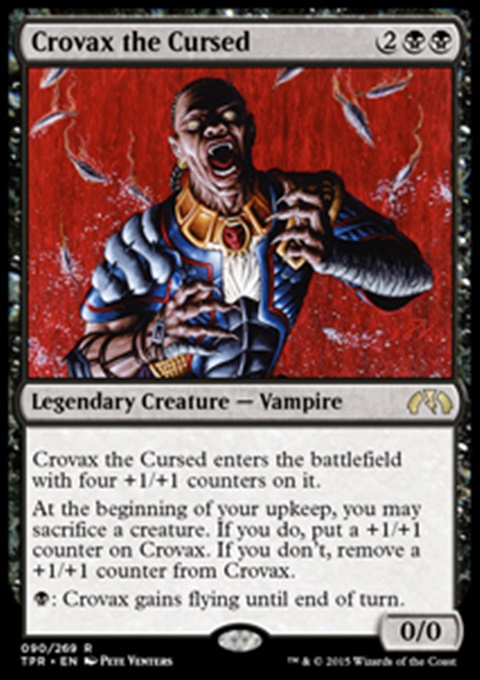 Crovax the Cursed 2
Legendary Creature — Vampire
Crovax the Cursed enters the battlefield
with four +1/+1 counters on it.
At the beginning of your upkeep, you may
sacrifice a creature. If you do, put a +1/+1
counter on Crovax. If you don't, remove a
+1/+1 counter from Crovax.
: Crovax gains flying until end of turn.
0/0
090/269 R
TPR • EN Pete Venters
™ & © 2015 Wizards of the Coast